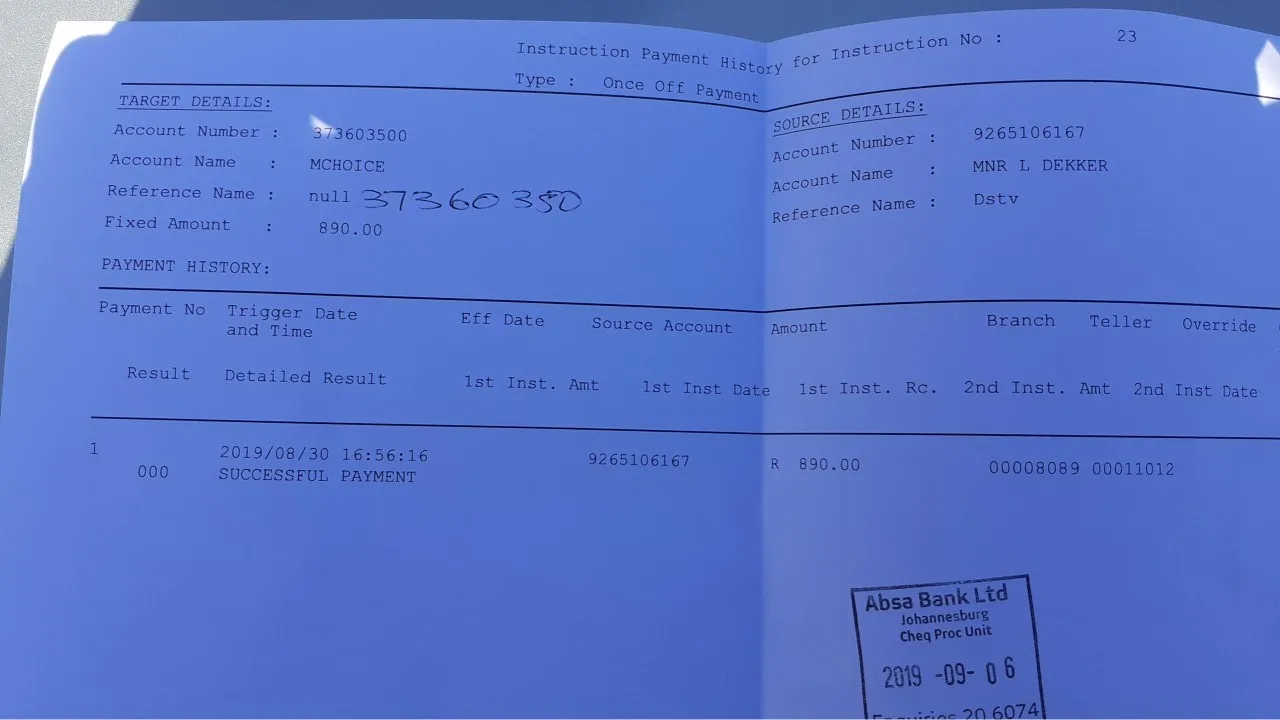 Instruction Payment History for Instruction No : 23
Type : Once Off Payment
TARGET DETAILS:
Account Number : 373603500
Account Name : MCHOICE
Reference Name : null 37360350
Fixed Amount : 890.00
SOURCE DETAILS:
Account Number : 9265106167
Account Name : MNR L DEKKER
Reference Name : Dstv
PAYMENT HISTORY:
Payment No Trigger Date Eff Date Source Account Amount Branch Teller Override
and Time
Result Detailed Result 1st Inst. Amt 1st Inst Date 1st Inst. Rc. 2nd Inst. Amt 2nd Inst Date
1 2019/08/30 16:56:16 9265106167 R 890.00 00008089 00011012
000 SUCCESSFUL PAYMENT
Absa Bank Ltd
Johannesburg
Cheq Proc Unit
2019 -09- 06
Enquiries 20 6074